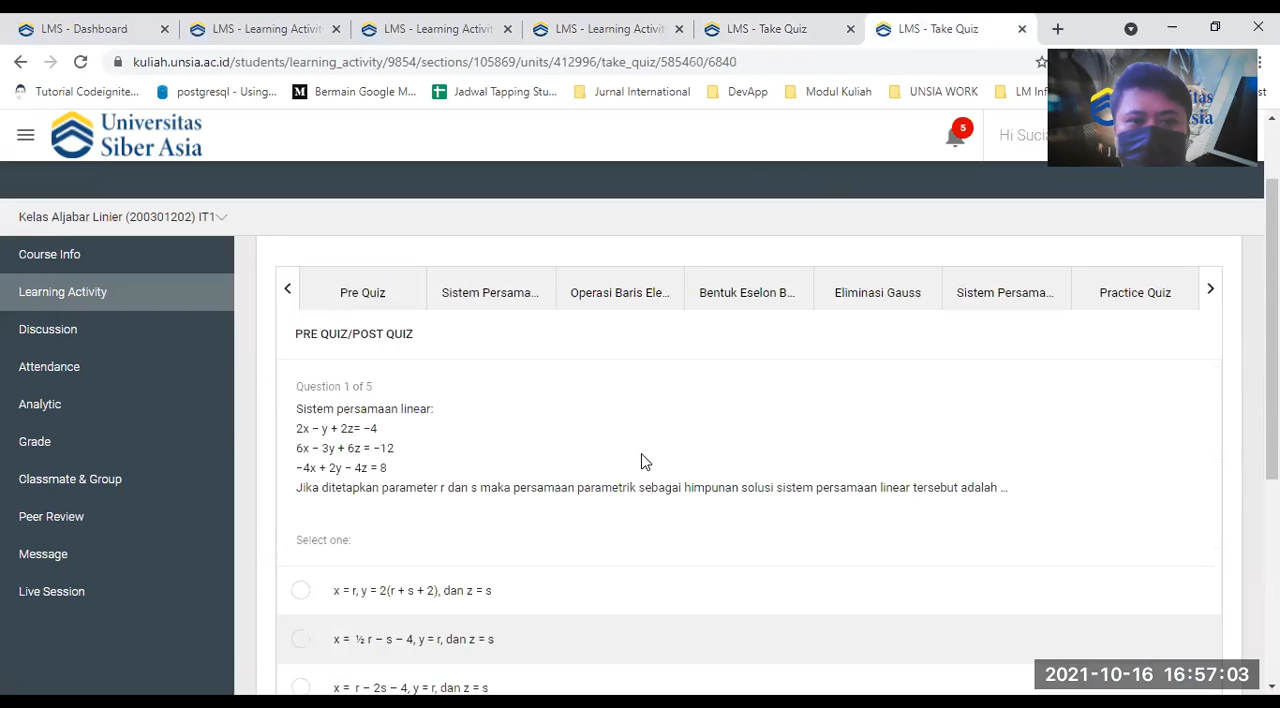 LMS - Dashboard
LMS - Learning Activit
LMS - Learning Activit
LMS - Learning Activit
LMS - Take Quiz
LMS - Take Quiz
kuliah.unsia.ac.id/students/learning_activity/9854/section/103969/units/412996/take_quiz/585460/6840
Tutorial Codeignite...
postgresql - Using...
Bermain Google M...
Jadwal Tapping Stu...
Jurnal International
DevApp
Modul Kuliah
UNSIA WORK
LM Inf
st
Universitas
Siber Asia
5
Hi Sucia
Kelas Aljabar Linier (200301202) IT1
Course Info
Learning Activity
Discussion
Attendance
Analytic
Grade
Classmate & Group
Peer Review
Message
Live Session
Pre Quiz
Sistem Persama...
Operasi Baris Ele...
Bentuk Eselon B...
Eliminasi Gauss
Sistem Persama...
Practice Quiz
PRE QUIZ/POST QUIZ
Question 1 of 5
Sistem persamaan linear:
2x − y + 2z= −4
6x − 3y + 6z = −12
−4x + 2y − 4z = 8
Jika ditetapkan parameter r dan s maka persamaan parametrik sebagai himpunan solusi sistem persamaan linear tersebut adalah ...
Select one:
x = r, y = 2(r + s + 2), dan z = s
x = ½ r − s − 4, y = r, dan z = s
x = r − 2s − 4, y = r, dan z = s
2021-10-16 16:57:03